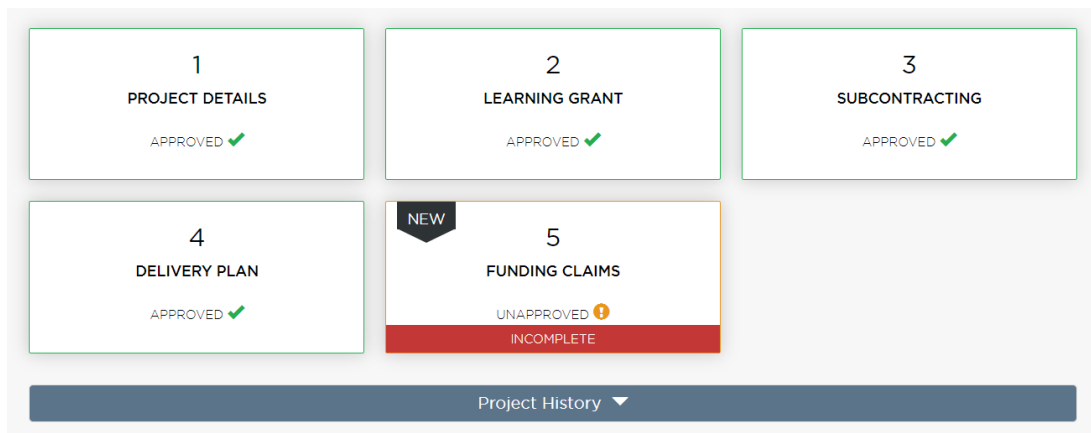 1
PROJECT DETAILS
APPROVED
2
LEARNING GRANT
APPROVED
3
SUBCONTRACTING
APPROVED
4
DELIVERY PLAN
APPROVED
NEW
5
FUNDING CLAIMS
UNAPPROVED
INCOMPLETE
Project History